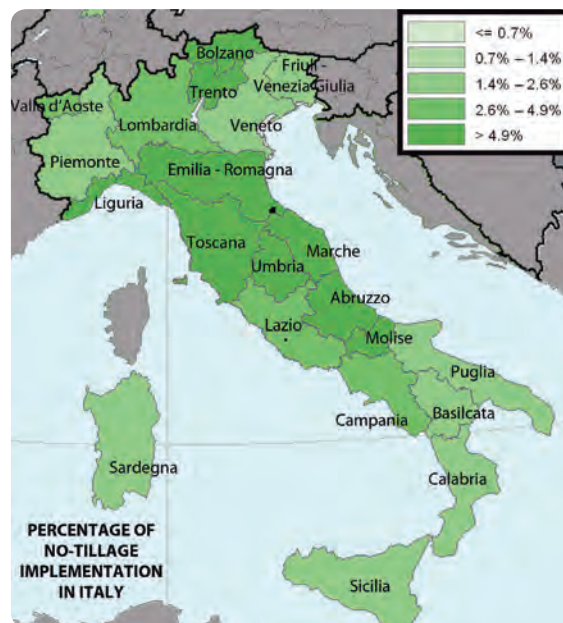 <= 0.7%
0.7% – 1.4%
1.4% – 2.6%
2.6% – 4.9%
> 4.9%
Bolzano
Friuli -
Venezia Giulia
Trento
Valle d'Aoste
Lombardia
Veneto
Piemonte
Emilia - Romagna
Liguria
Toscana
Marche
Umbria
Abruzzo
Lazio
Molise
Puglia
Campania
Basilcata
Sardegna
Calabria
PERCENTAGE OF
NO-TILLAGE
IMPLEMENTATION
IN ITALY
Sicilia